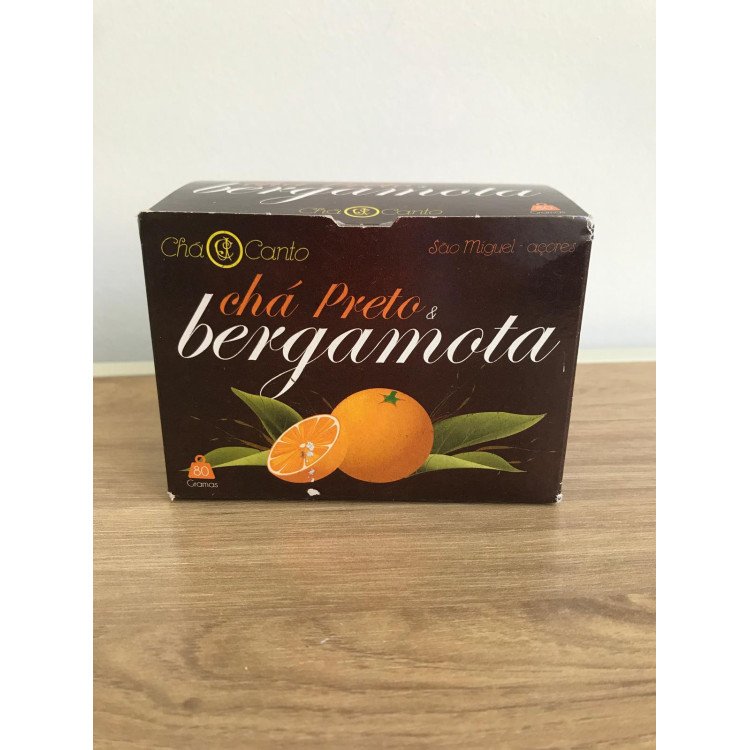 bergamota
Chá Canto
Chá Canto
São Miguel - açores
chá Preto &
bergamota
80
Gramas